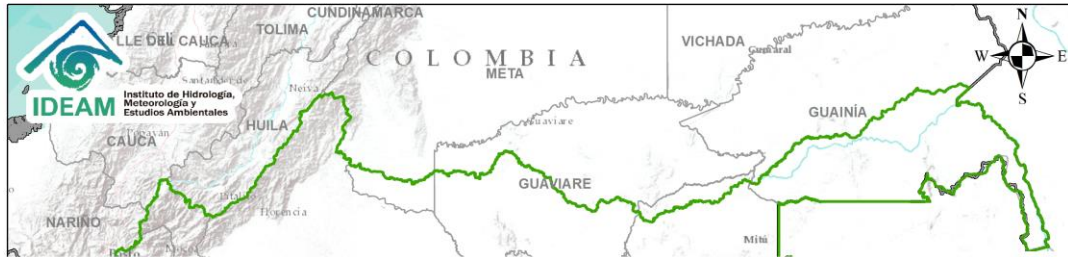 CUNDINAMARCA
TOLIMA
LLE DEL CAUCA
COLOMBIA
VICHADA
META
N
W E
S
IDEAM
Instituto de Hidrología,
Meteorología y
Estudios Ambientales
Neiva
HUILA
Guaviare
GUAINÍA
CAUCA
GUAVIARE
Florencia
NARIÑO
Mitú